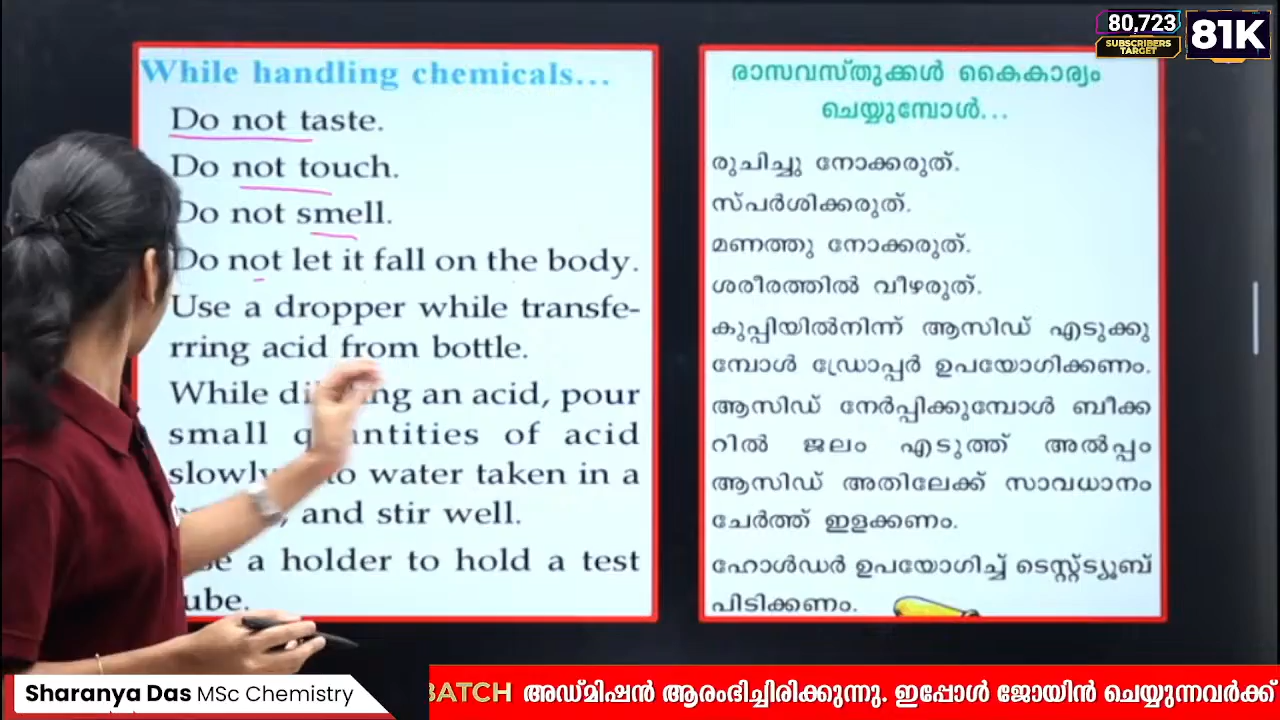 80,723
SUBSCRIBERS
TARGET
81K
While handling chemicals...
Do not taste.
Do not touch.
Do not smell.
Do not let it fall on the body.
Use a dropper while transfe-
rring acid from bottle.
While an acid, pour
small of acid
slowly water taken in a
and stir well.
a holder to hold a test
രാസവസ്തുക്കൾ കൈകാര്യം
ചെയ്യുമ്പോൾ...
രുചിച്ചു നോക്കരുത്.
സ്പർശിക്കരുത്.
മണത്തു നോക്കരുത്.
ശരീരത്തിൽ വീഴരുത്.
കുപ്പിയിൽനിന്ന് ആസിഡ് എടുക്കു
മ്പോൾ ഡ്രോപ്പർ ഉപയോഗിക്കണം.
ആസിഡ് നേർപ്പിക്കുമ്പോൾ ബീക്ക
റിൽ ജലം എടുത്ത് അൽപ്പം
ആസിഡ് അതിലേക്ക് സാവധാനം
ചേർത്ത് ഇളക്കണം.
ഹോൾഡർ ഉപയോഗിച്ച് ടെസ്റ്റ്ട്യൂബ്
പിടിക്കണം.
Sharanya Das MSc Chemistry
BATCH അഡ്മിഷൻ ആരംഭിച്ചിരിക്കുന്നു. ഇപ്പോൾ ജോയിൻ ചെയ്യുന്നവർക്ക്